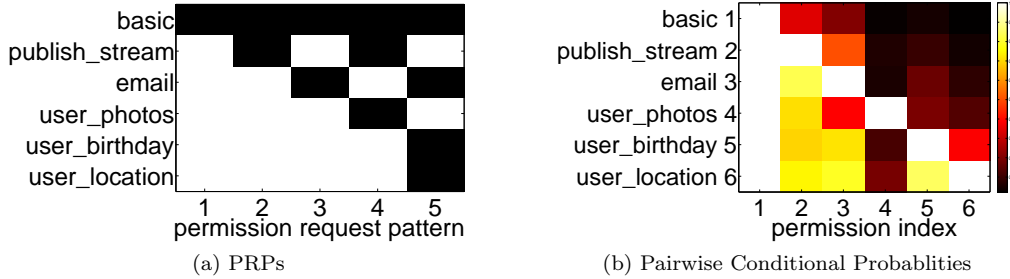 basic
publish_stream
email
user_photos
user_birthday
user_location
1 2 3 4 5
permission request pattern
(a) PRPs
basic 1
publish_stream 2
email 3
user_photos 4
user_birthday 5
user_location 6
1 2 3 4 5 6
permission index
(b) Pairwise Conditional Probablities